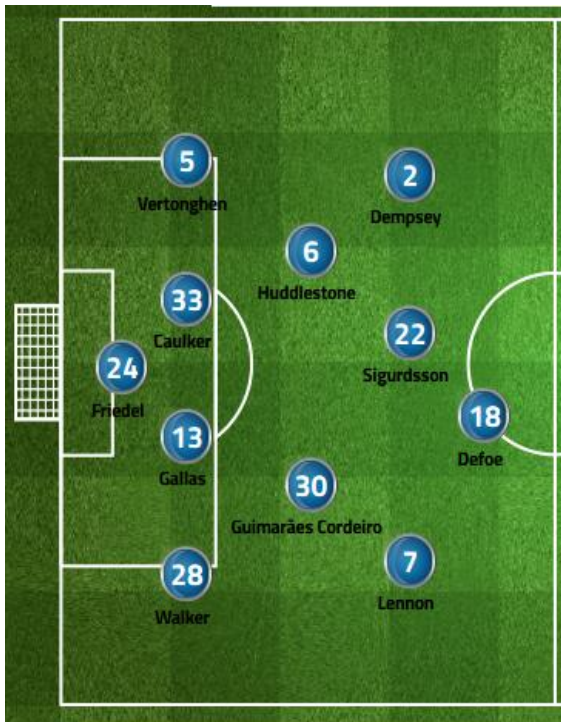 5
Vertonghen
2
Dempsey
6
Huddlestone
33
Caulker
22
Sigurdsson
24
Friedel
18
Defoe
13
Gallas
30
Guimarães Cordeiro
7
Lennon
28
Walker